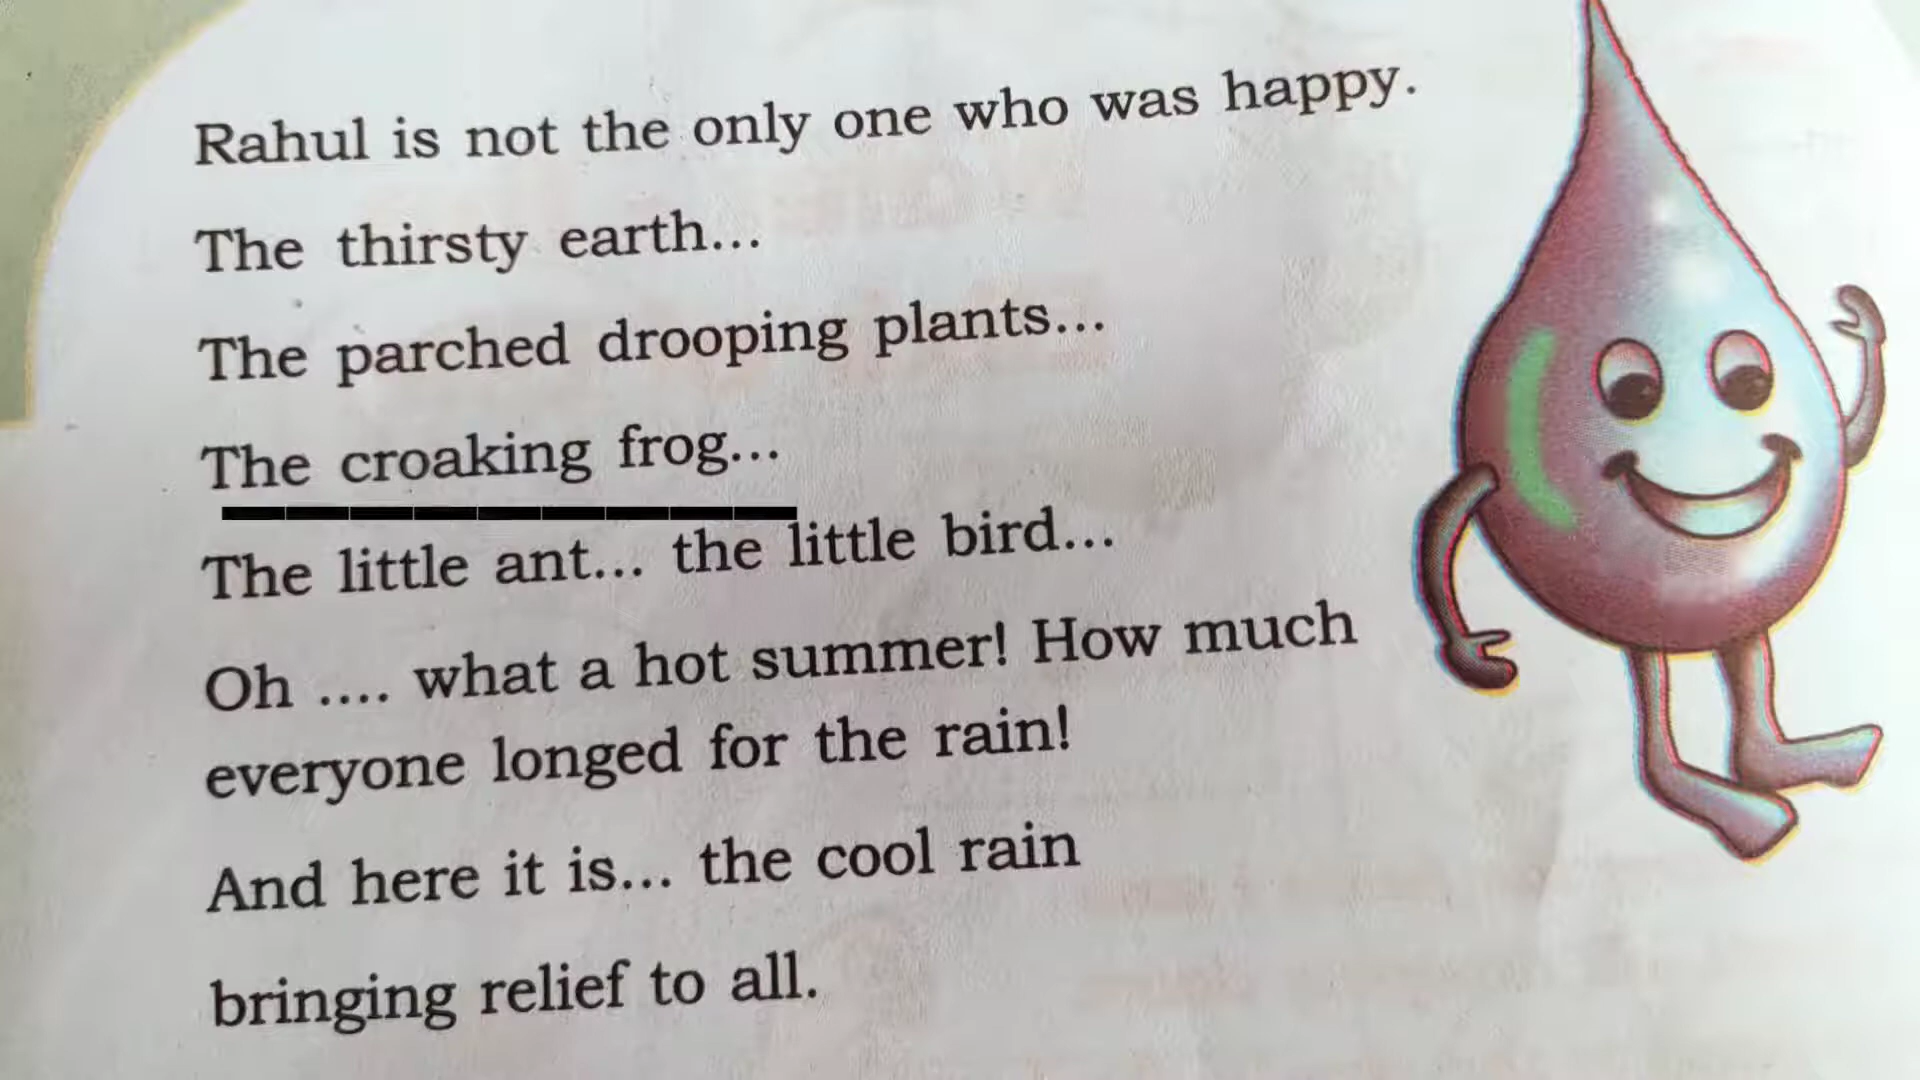 Rahul is not the only one who was happy.
The thirsty earth...
The parched drooping plants...
The croaking frog...
The little ant... the little bird...
Oh .... what a hot summer! How much
everyone longed for the rain!
And here it is... the cool rain
bringing relief to all.